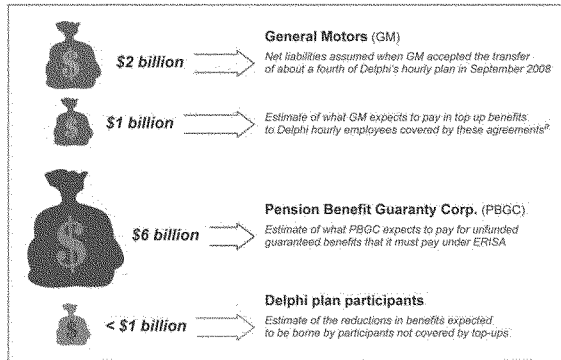 General Motors (GM)
$
$2 billion
Net liabilities assumed when GM accepted the transfer
of about a fourth of Delphi's hourly plan in September 2008
$
$1 billion
Estimate of what GM expects to pay in top up benefits
to Delphi hourly employees covered by these agreements
$
$6 billion
Pension Benefit Guaranty Corp. (PBGC)
Estimate of what PBGC expects to pay for unfunded
guaranteed benefits that it must pay under ERISA
Delphi plan participants
$
< $1 billion
Estimate of the reductions in benefits expected
to be borne by participants not covered by top-ups